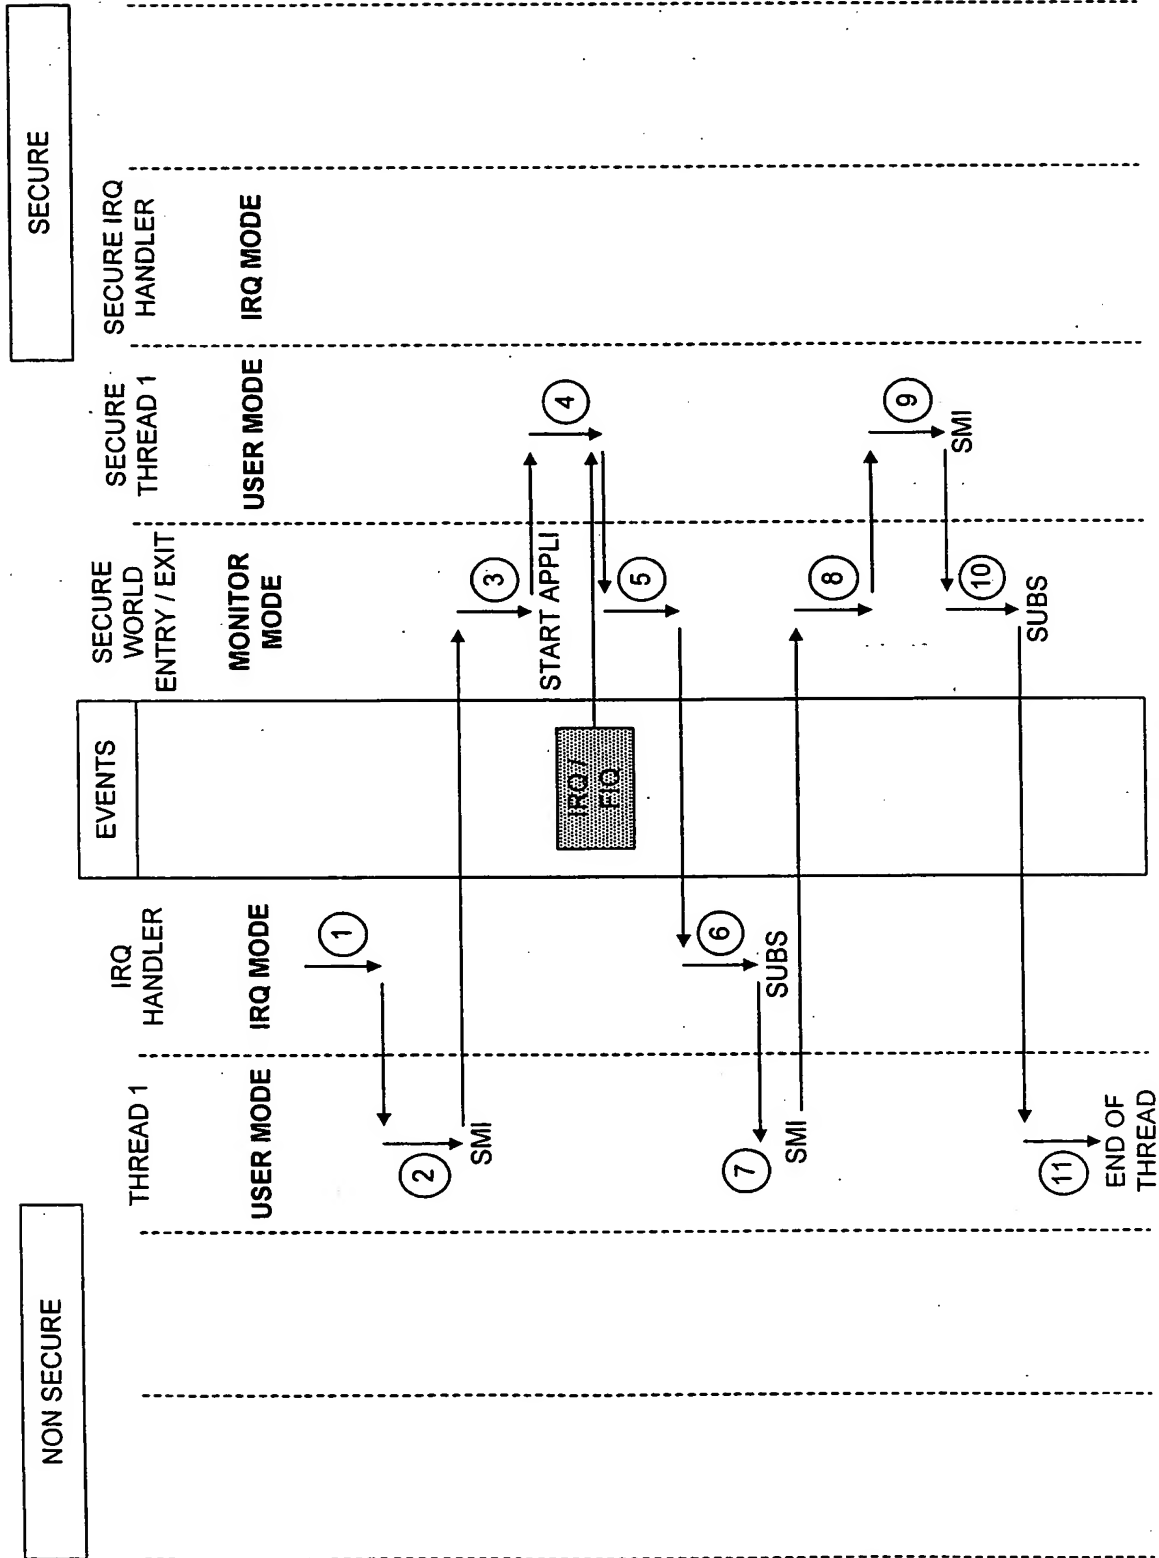 NON SECURE
SECURE
THREAD 1
USER MODE
IRQ
HANDLER
IRQ MODE
EVENTS
SECURE
WORLD
ENTRY / EXIT
MONITOR
MODE
SECURE
THREAD 1
USER MODE
SECURE IRQ
HANDLER
IRQ MODE
1
2
SMI
3
START APPLI
4
IRQ /
FIQ
5
6
SUBS
7
SMI
8
9
SMI
10
SUBS
11
END OF
THREAD